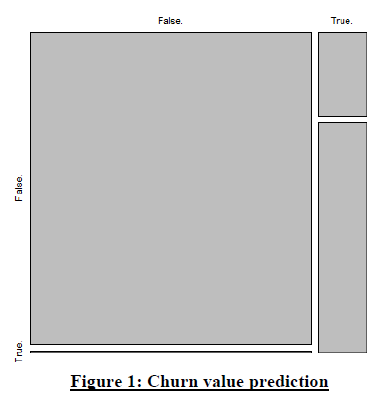 False.
True.
False.
True.
Figure 1: Churn value prediction